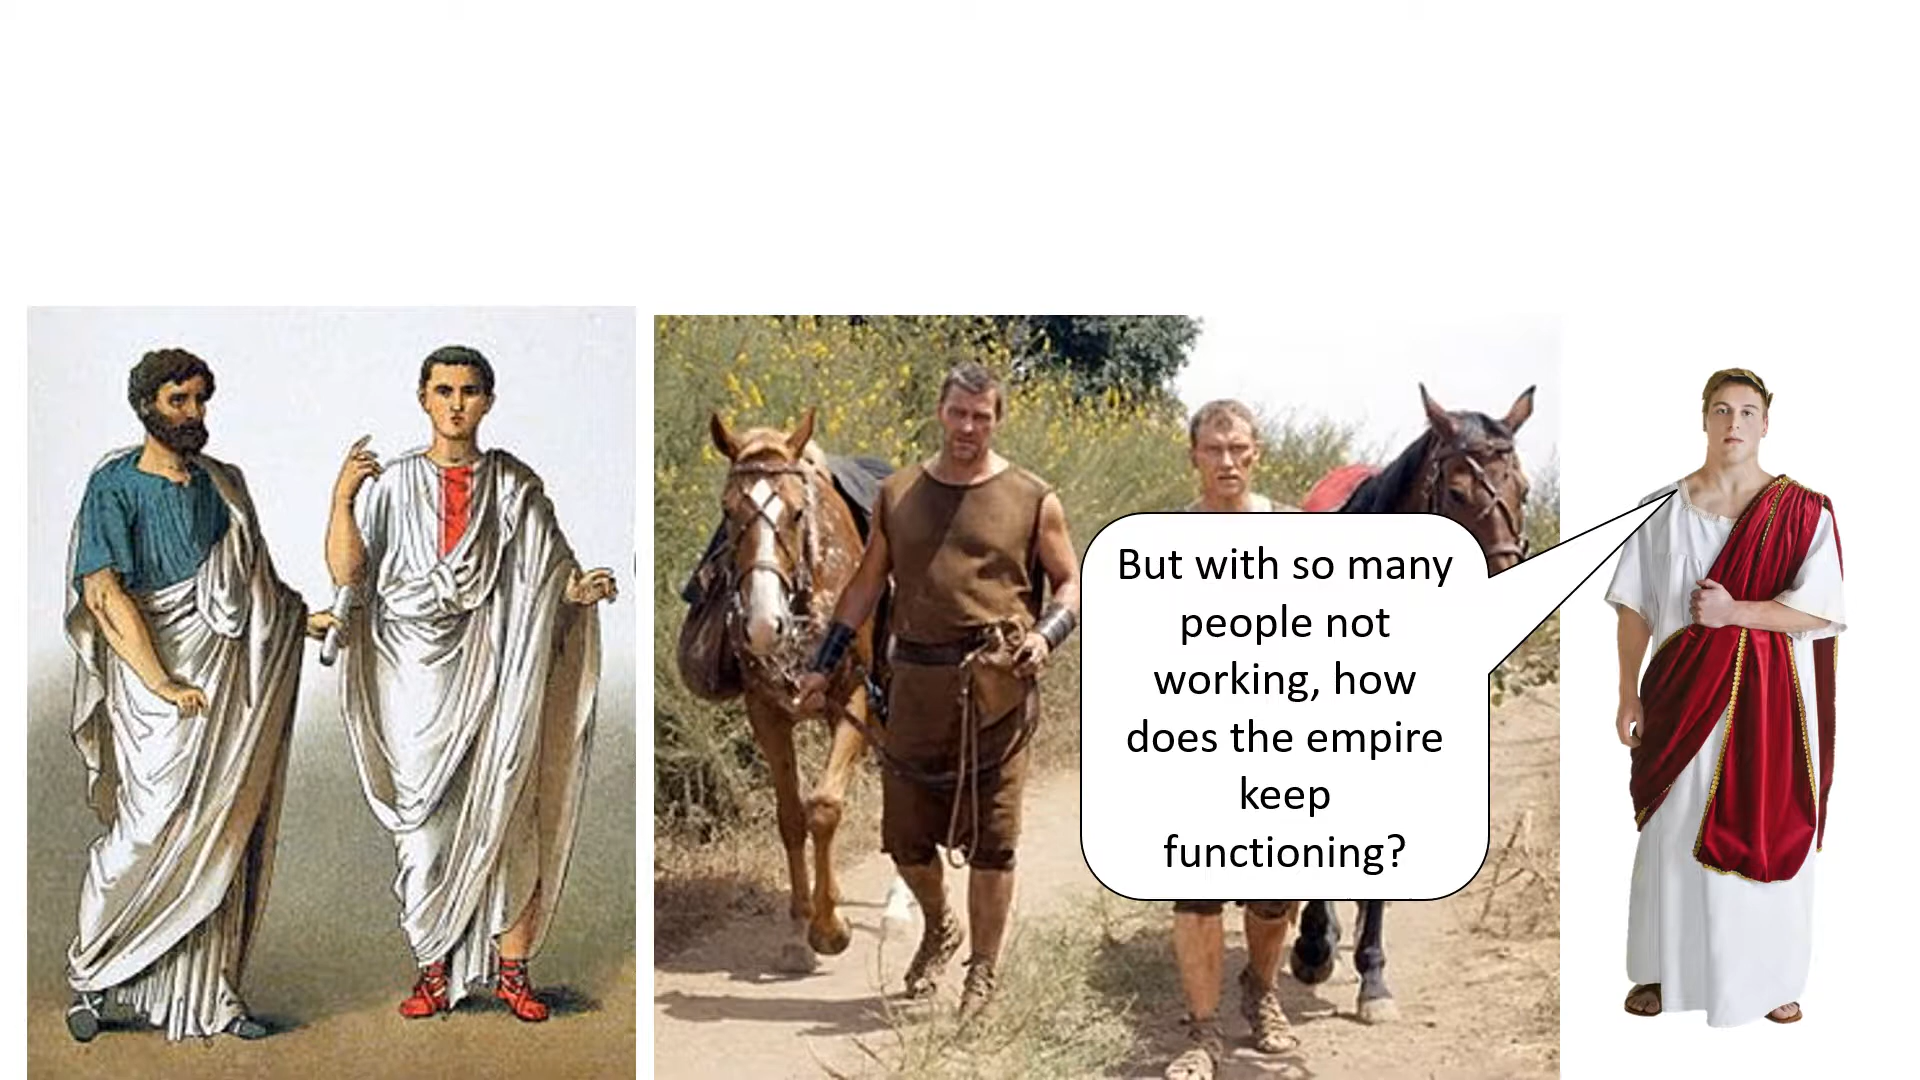 But with so many
people not
working, how
does the empire
keep
functioning?